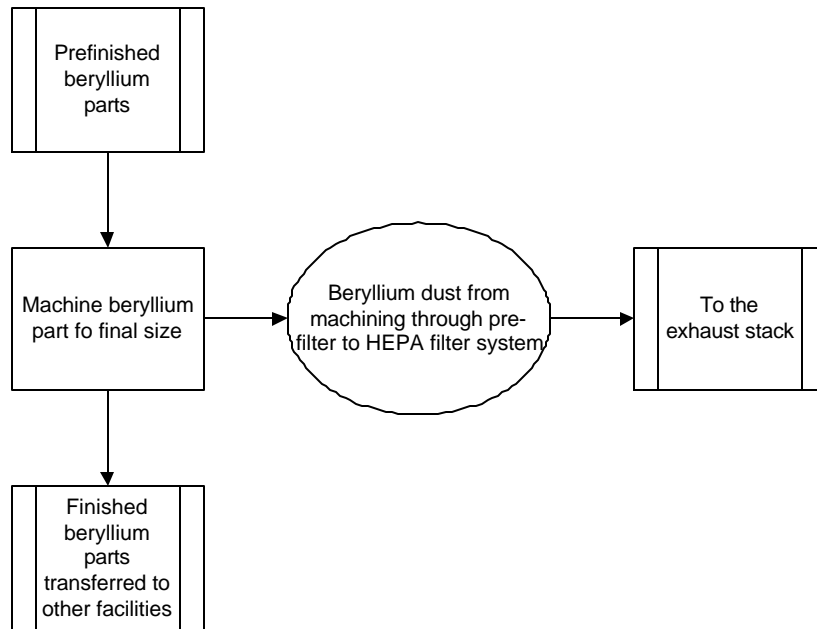 Prefinished
beryllium
parts
Machine beryllium
part fo final size
Beryllium dust from
machining through pre-
filter to HEPA filter system
To the
exhaust stack
Finished
beryllium
parts
transferred to
other facilities